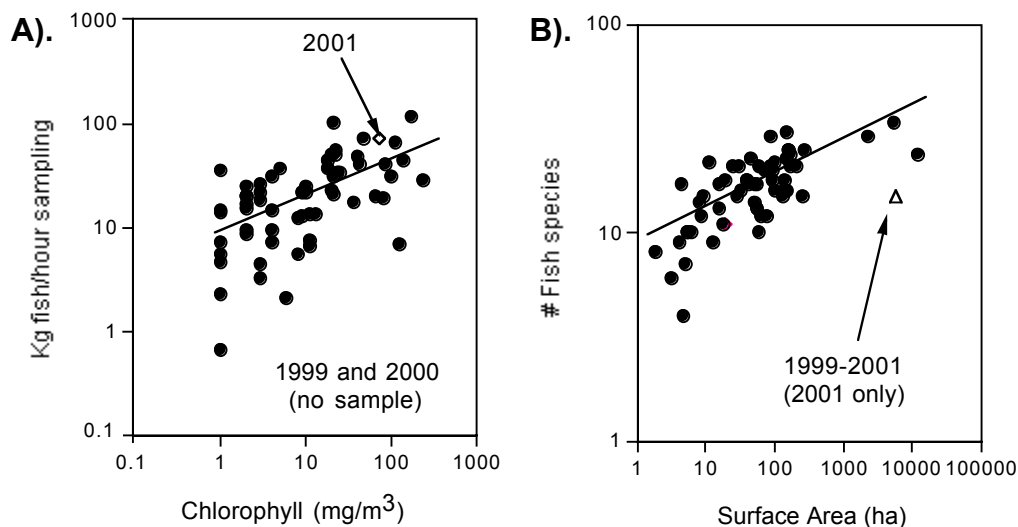 A).
1000
100
10
1
0.1
Kg fish/hour sampling
2001
1999 and 2000
(no sample)
0.1
1
10
100
1000
Chlorophyll (mg/m³)
B).
100
10
1
# Fish species
1999-2001
(2001 only)
1
10
100
1000
10000
100000
Surface Area (ha)